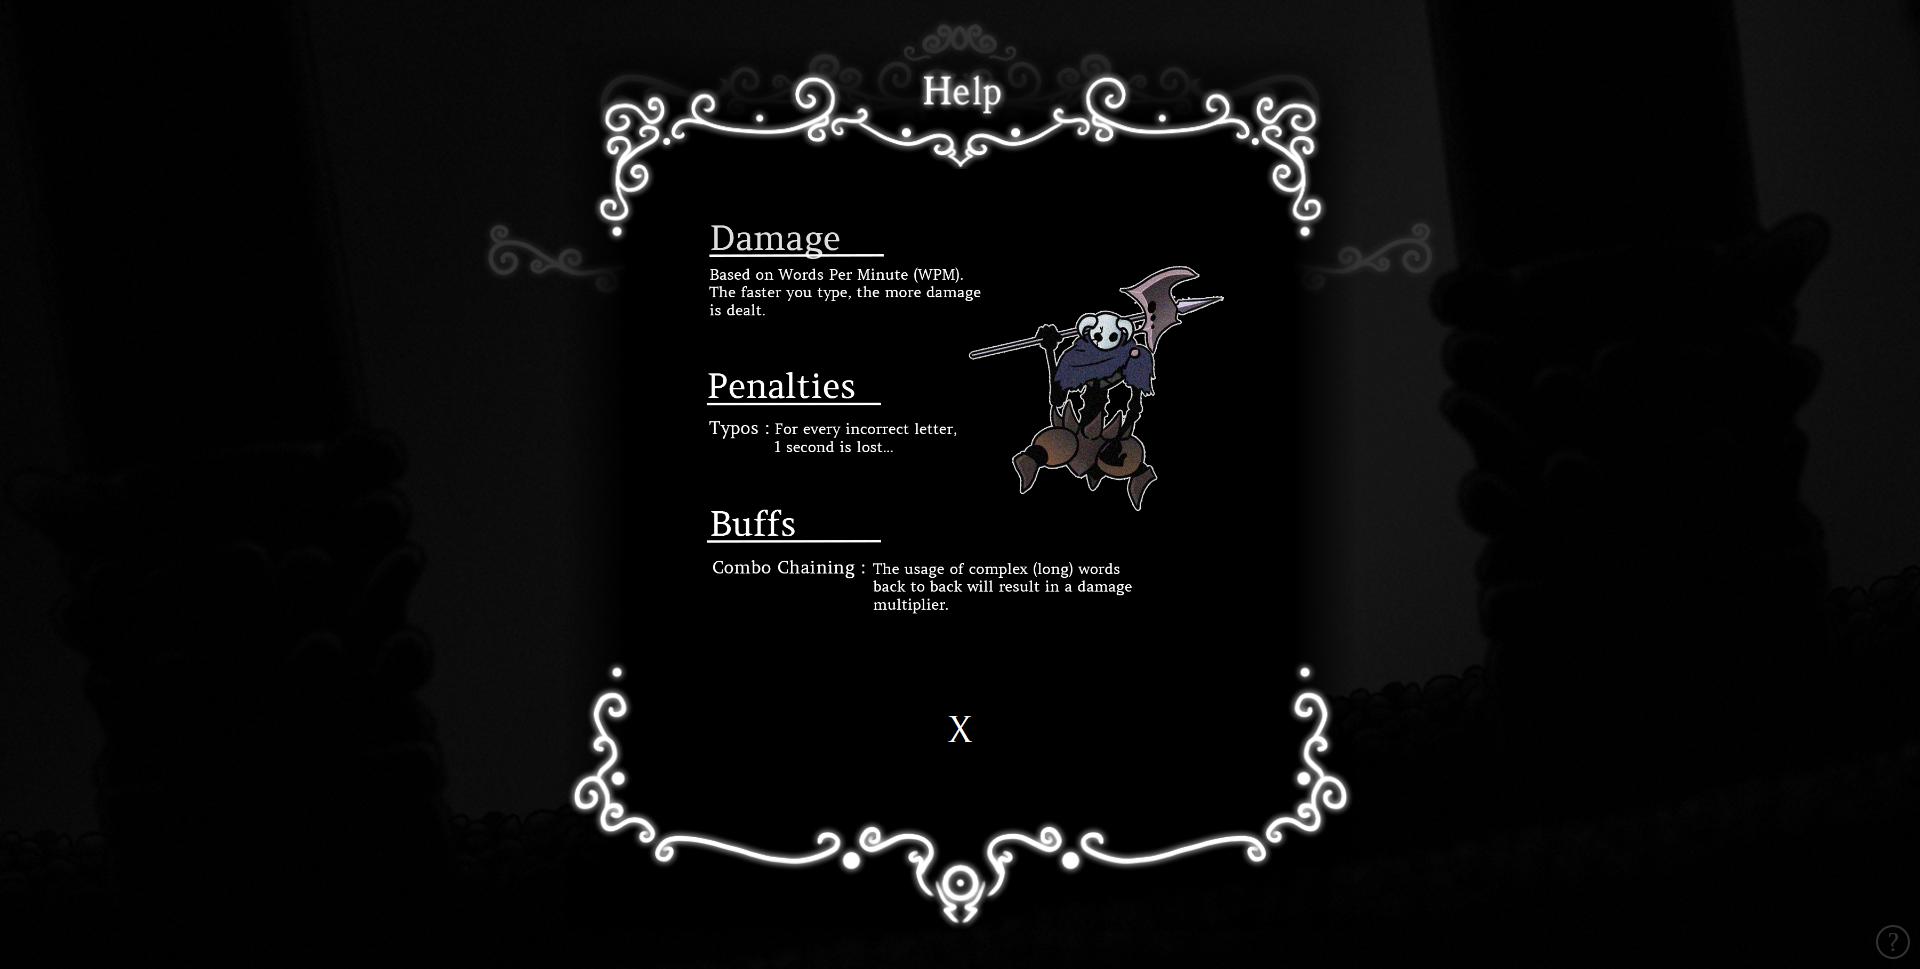 Help
Damage
Based on Words Per Minute (WPM).
The faster you type, the more damage
is dealt.
Penalties
Typos : For every incorrect letter,
1 second is lost...
Buffs
Combo Chaining : The usage of complex (long) words
back to back will result in a damage
multiplier.
X
?